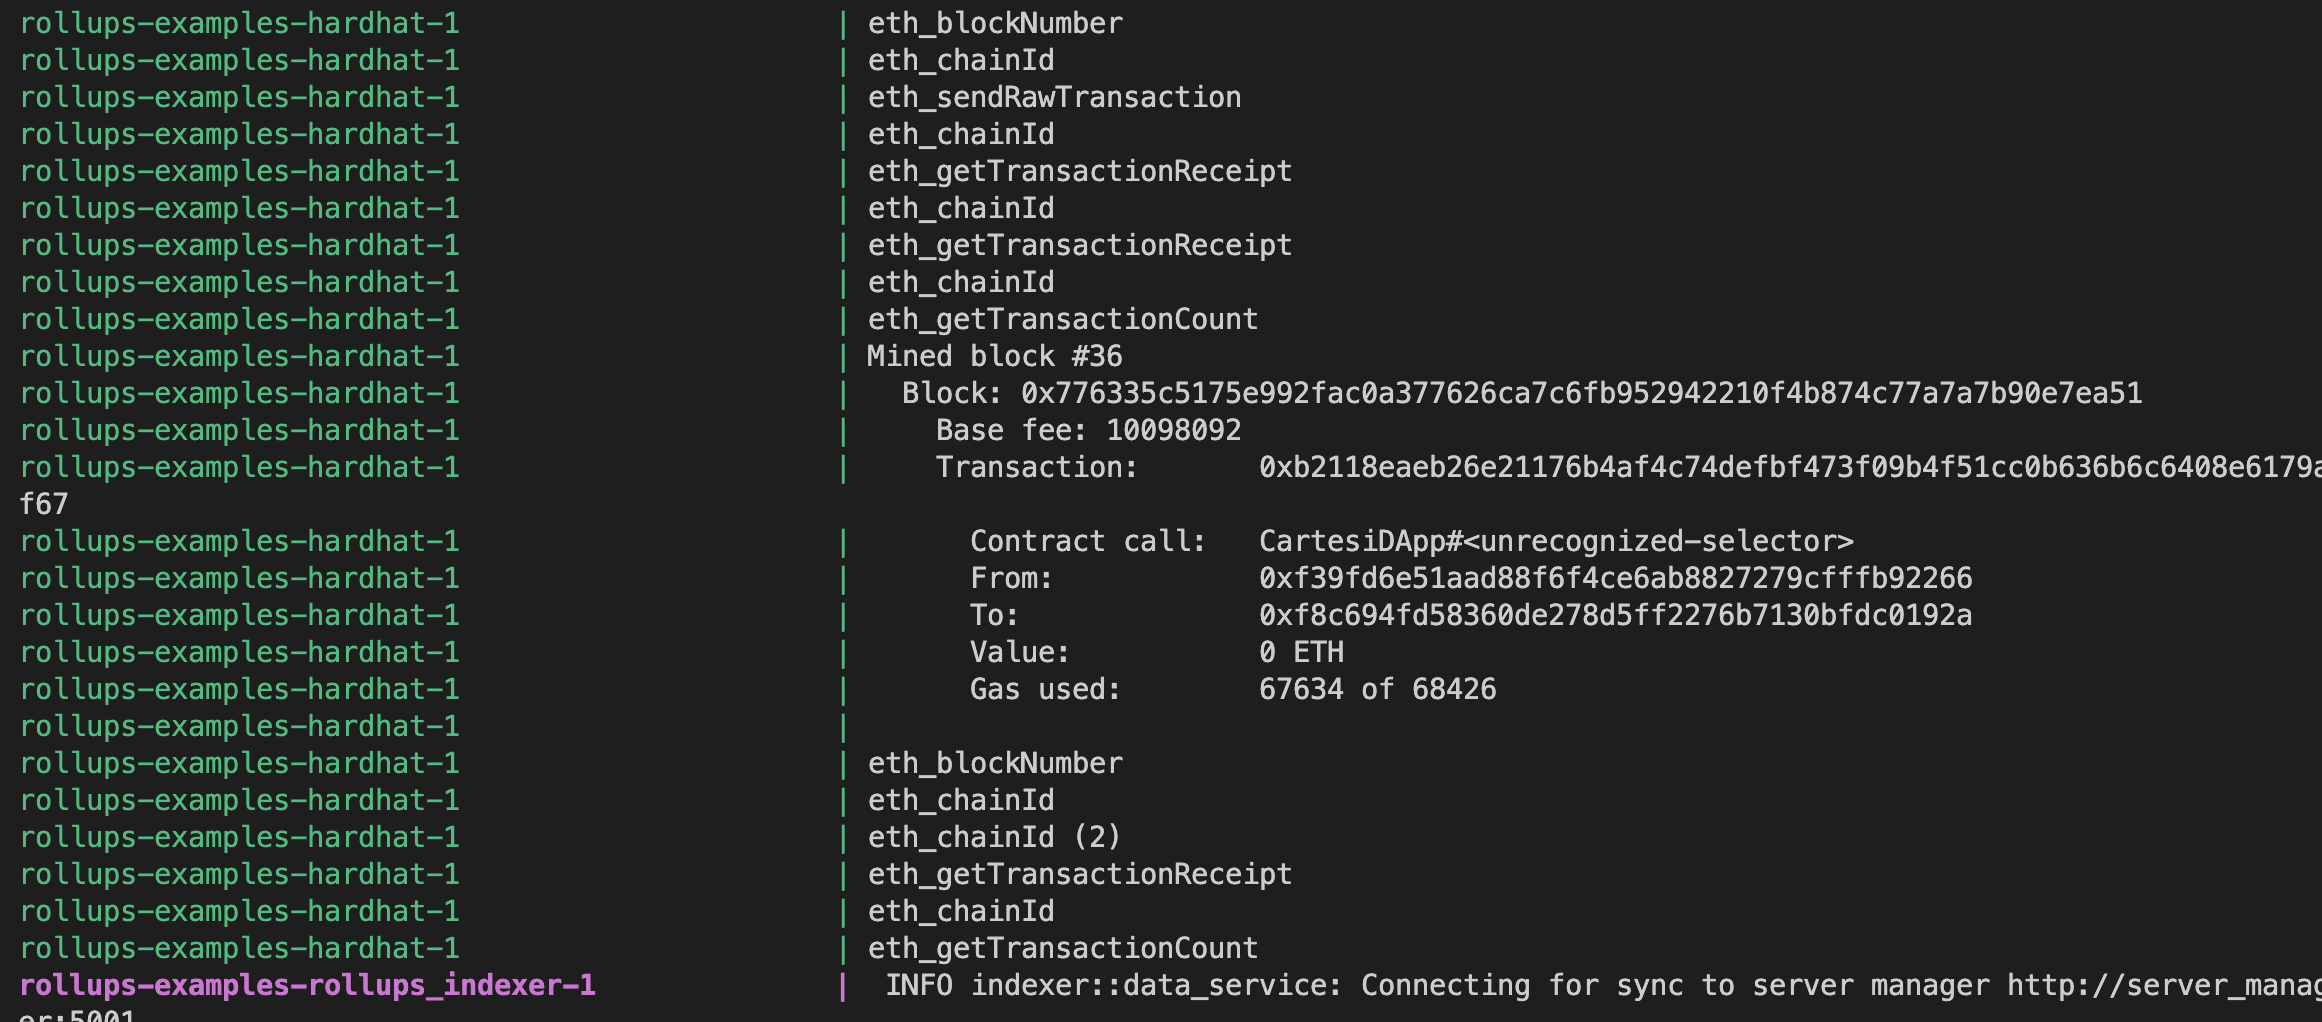 rollups-examples-hardhat-1 | eth_blockNumber
rollups-examples-hardhat-1 | eth_chainId
rollups-examples-hardhat-1 | eth_sendRawTransaction
rollups-examples-hardhat-1 | eth_chainId
rollups-examples-hardhat-1 | eth_getTransactionReceipt
rollups-examples-hardhat-1 | eth_chainId
rollups-examples-hardhat-1 | eth_getTransactionReceipt
rollups-examples-hardhat-1 | eth_chainId
rollups-examples-hardhat-1 | eth_getTransactionCount
rollups-examples-hardhat-1 | Mined block #36
rollups-examples-hardhat-1 | Block: 0x776335c5175e992fac0a377626ca7c6fb952942210f4b874c77a7a7b90e7ea51
rollups-examples-hardhat-1 | Base fee: 10098092
rollups-examples-hardhat-1 | Transaction: 0xb2118eaeb26e21176b4af4c74defbf473f09b4f51cc0b636b6c6408e6179a
f67
rollups-examples-hardhat-1 | Contract call: CartesiDApp#<unrecognized-selector>
rollups-examples-hardhat-1 | From: 0xf39fd6e51aad88f6f4ce6ab8827279cfffb92266
rollups-examples-hardhat-1 | To: 0xf8c694fd58360de278d5ff2276b7130bfdc0192a
rollups-examples-hardhat-1 | Value: 0 ETH
rollups-examples-hardhat-1 | Gas used: 67634 of 68426
rollups-examples-hardhat-1 |
rollups-examples-hardhat-1 | eth_blockNumber
rollups-examples-hardhat-1 | eth_chainId
rollups-examples-hardhat-1 | eth_chainId (2)
rollups-examples-hardhat-1 | eth_getTransactionReceipt
rollups-examples-hardhat-1 | eth_chainId
rollups-examples-hardhat-1 | eth_getTransactionCount
rollups-examples-rollups_indexer-1 | INFO indexer::data_service: Connecting for sync to server manager http://server_manag
er:5001